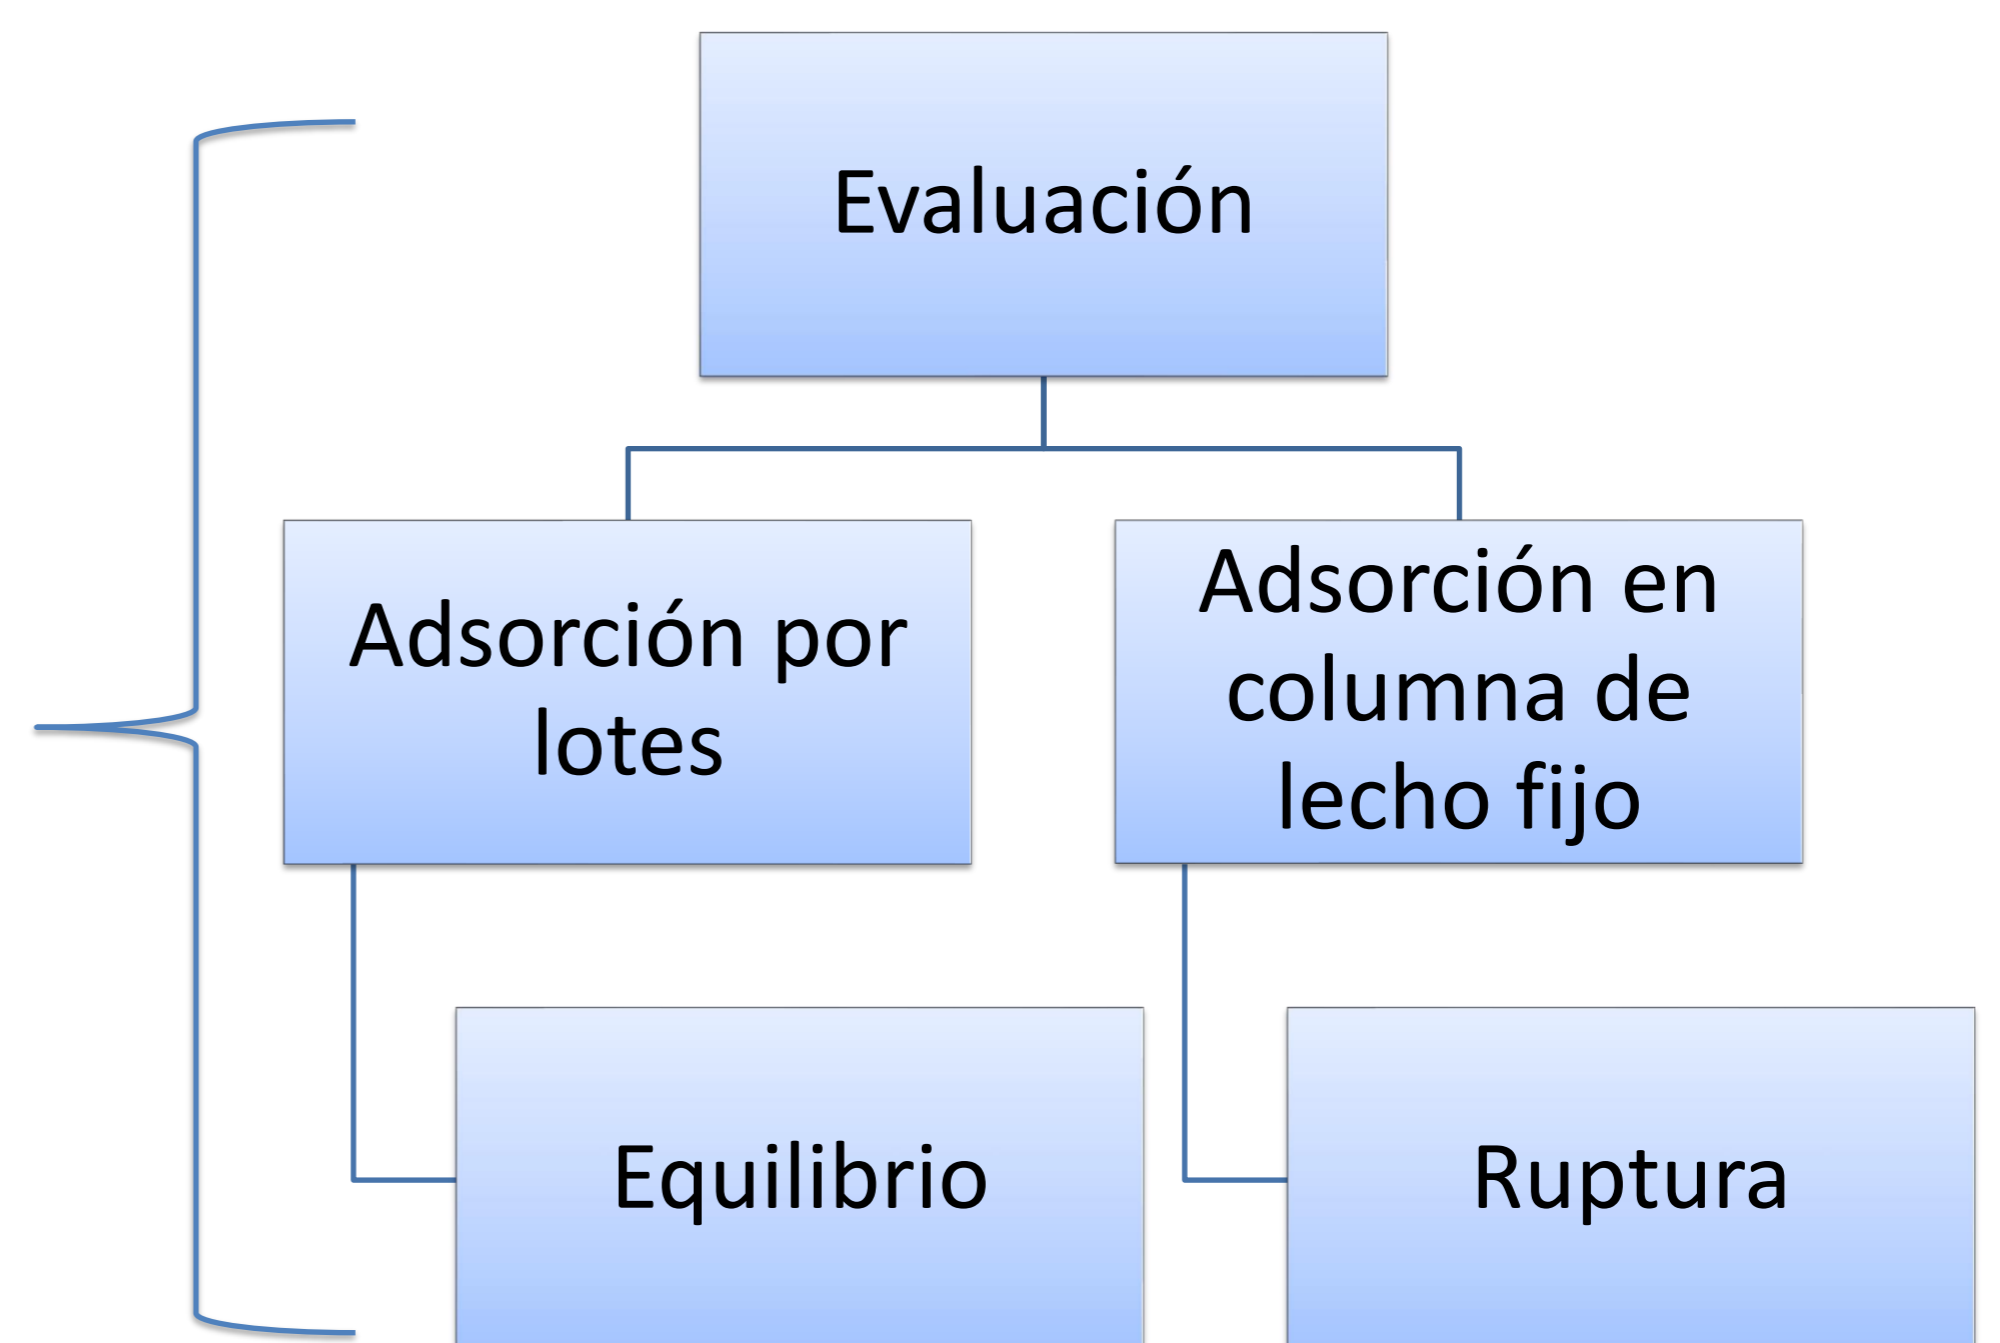 Evaluación
Adsorción por
lotes
Adsorción en
columna de
lecho fijo
Equilibrio
Ruptura